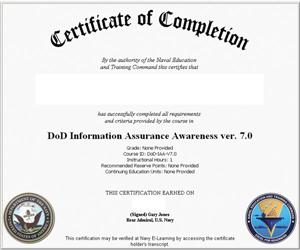 Certificate of Completion
By the authority of the Naval Education
and Training Command this certifies that
has successfully completed all requirements
and criteria provided by the course in
DoD Information Assurance Awareness ver. 7.0
Grade: None Provided
Course ID: DoD-IAA-V7.0
Instructional Hours: 1
Recommended Reserve Points: None Provided
Continuing Education Units: None Provided
THIS CERTIFICATION EARNED ON
(Signed) Gary Jones
Rear Admiral, U.S. Navy
This certification may be verified at Navy E-Learning by accessing the certificate
holder's transcript.